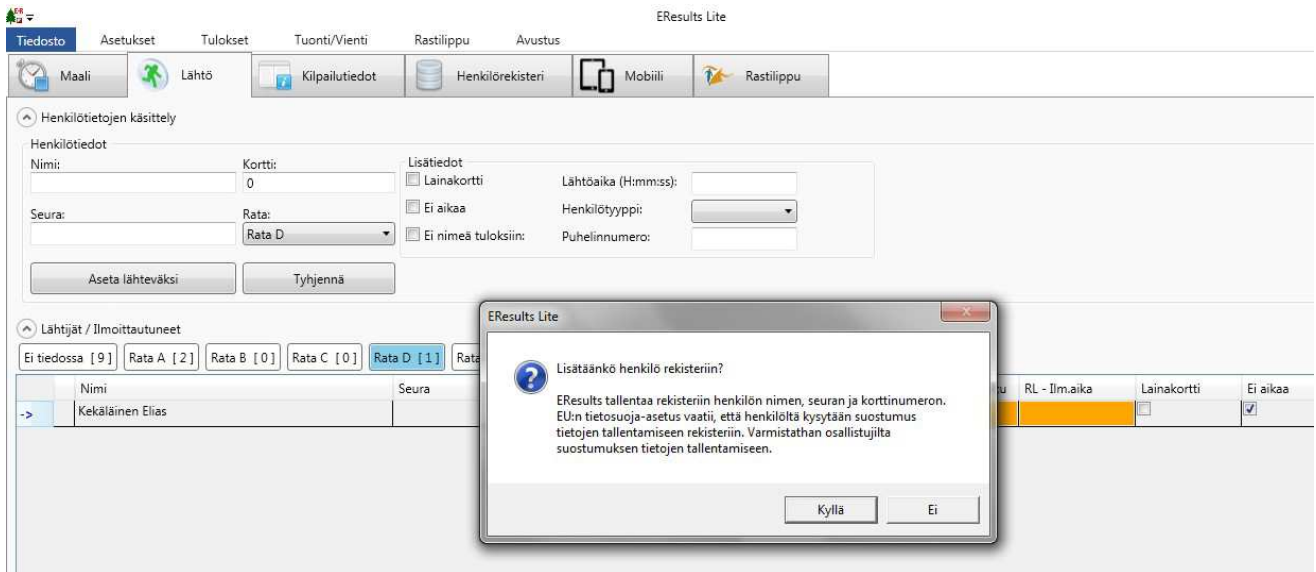 EResults Lite
Tiedosto Asetukset Tulokset Tuonti/Vienti Rastilippu Avustus
Maali Lähtö Kilpailutiedot Henkilörekisteri Mobiili Rastilippu
Henkilötietojen käsittely
Henkilötiedot
Nimi: Kortti: Lisätiedot
0 Lainakortti Lähtöaika (H:mm:ss):
Seura: Rata: Ei aikaa Henkilötyyppi:
Rata D Ei nimeä tuloksiin: Puhelinnumero:
Aseta lähteväksi Tyhjennä
Lähtijät / Ilmoittautuneet
Ei tiedossa [ 9 ] Rata A [ 2 ] Rata B [ 0 ] Rata C [ 0 ] Rata D [ 1 ] Rata
Nimi Seura RL - Ilm.aika Lainakortti Ei aikaa
-> Kekäläinen Elias
EResults Lite
Lisätäänkö henkilö rekisteriin?
EResults tallentaa rekisteriin henkilön nimen, seuran ja korttinumeron.
EU:n tietosuoja-asetus vaatii, että henkilöltä kysytään suostumus
tietojen tallentamiseen rekisteriin. Varmistathan osallistujilta
suostumuksen tietojen tallentamiseen.
Kyllä Ei